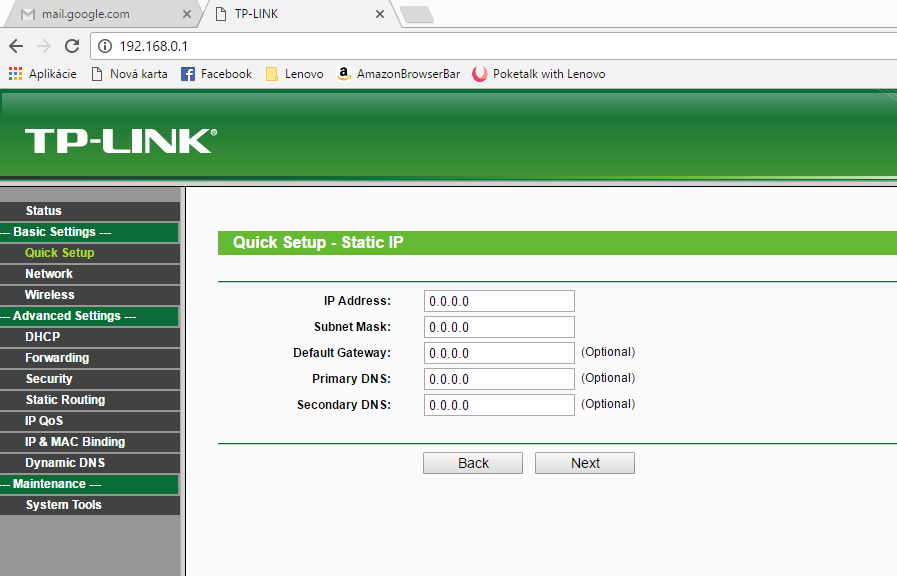 mail.google.com
TP-LINK
192.168.0.1
Aplikácie Nová karta Facebook Lenovo AmazonBrowserBar Poketalk with Lenovo
TP-LINK®
Status
--- Basic Settings ---
Quick Setup
Network
Wireless
--- Advanced Settings ---
DHCP
Forwarding
Security
Static Routing
IP QoS
IP & MAC Binding
Dynamic DNS
--- Maintenance ---
System Tools
Quick Setup - Static IP
IP Address: 0.0.0.0
Subnet Mask: 0.0.0.0
Default Gateway: 0.0.0.0 (Optional)
Primary DNS: 0.0.0.0 (Optional)
Secondary DNS: 0.0.0.0 (Optional)
Back Next